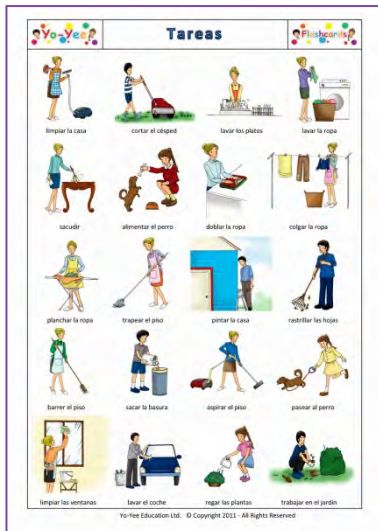 Yo-Yee
Tareas
Flashcards
limpiar la casa
cortar el césped
lavar los platos
lavar la ropa
sacudir
alimentar el perro
doblar la ropa
colgar la ropa
planchar la ropa
trapear el piso
pintar la casa
rastrillar las hojas
barrer el piso
sacar la basura
aspirar el piso
pasear al perro
limpiar las ventanas
lavar el coche
regar las plantas
trabajar en el jardín
Yo-Yee Education Ltd. © Copyright 2011 - All Rights Reserved